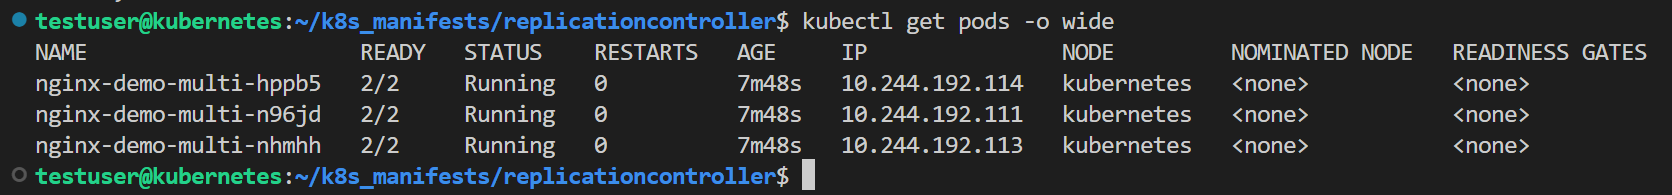 testuser@kubernetes:~/k8s_manifests/replicationcontroller$ kubectl get pods -o wide
NAME READY STATUS RESTARTS AGE IP NODE NOMINATED NODE READINESS GATES
nginx-demo-multi-hppb5 2/2 Running 0 7m48s 10.244.192.114 kubernetes <none> <none>
nginx-demo-multi-n96jd 2/2 Running 0 7m48s 10.244.192.111 kubernetes <none> <none>
nginx-demo-multi-nhmhh 2/2 Running 0 7m48s 10.244.192.113 kubernetes <none> <none>
testuser@kubernetes:~/k8s_manifests/replicationcontroller$